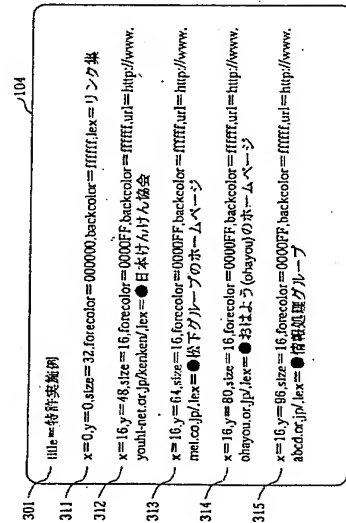 104
301
title=特許実施例
311
x=0,y=0,size=32,forecolor=000000,backcolor=ffffff,lex=リンク集
312
x=16,y=48,size=16,forecolor=0000FF,backcolor=ffffff,url=http://www.
youhi-net.or.jp/kenken/,lex=●日本けんけん協会
313
x=16,y=64,size=16,forecolor=0000FF,backcolor=ffffff,url=http://www.
mei.co.jp/,lex=●松下グループのホームページ
314
x=16,y=80,size=16,forecolor=0000FF,backcolor=ffffff,url=http://www.
ohayou.or.jp/,lex=●おはよう(ohayou)のホームページ
315
x=16,y=96,size=16,forecolor=0000FF,backcolor=ffffff,url=http://www.
abcd.or.jp/,lex=●情報処理グループ